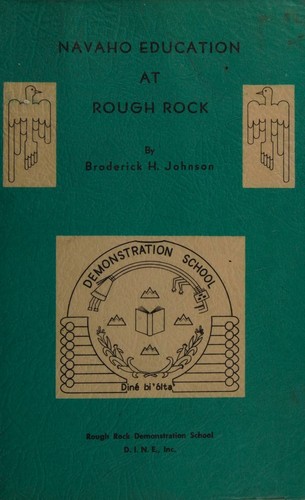 NAVAHO EDUCATION
AT
ROUGH ROCK
By
Broderick H. Johnson
DEMONSTRATION SCHOOL
Diné bi'ólta'
Rough Rock Demonstration School
D.I.N.E., Inc.